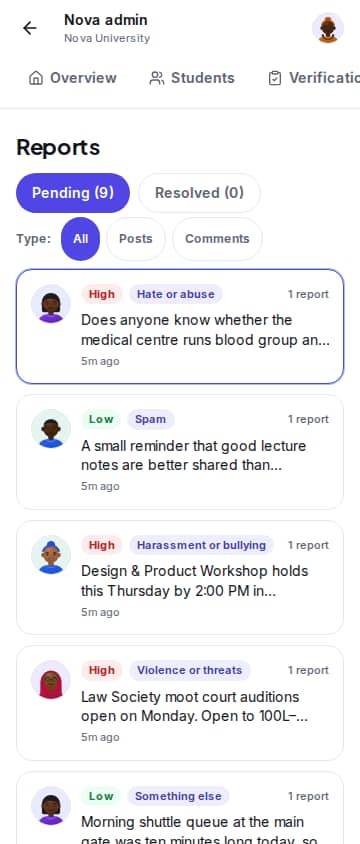 Nova admin
Nova University
Overview
Students
Verificatio
Reports
Pending (9)
Resolved (0)
Type:
All
Posts
Comments
High
Hate or abuse
1 report
Does anyone know whether the
medical centre runs blood group an...
5m ago
Low
Spam
1 report
A small reminder that good lecture
notes are better shared than...
5m ago
High
Harassment or bullying
1 report
Design & Product Workshop holds
this Thursday by 2:00 PM in...
5m ago
High
Violence or threats
1 report
Law Society moot court auditions
open on Monday. Open to 100L–...
5m ago
Low
Something else
1 report
Morning shuttle queue at the main
gate was ten minutes long today, so